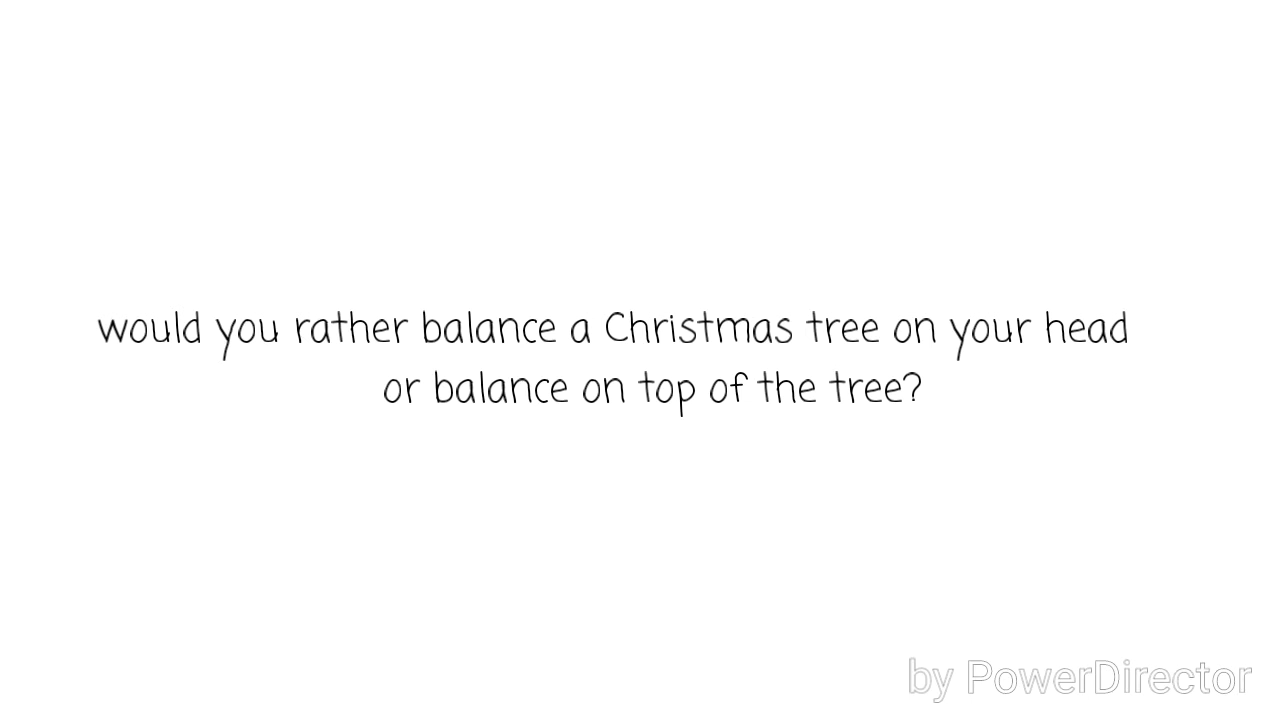 would you rather balance a Christmas tree on your head
or balance on top of the tree?
by PowerDirector